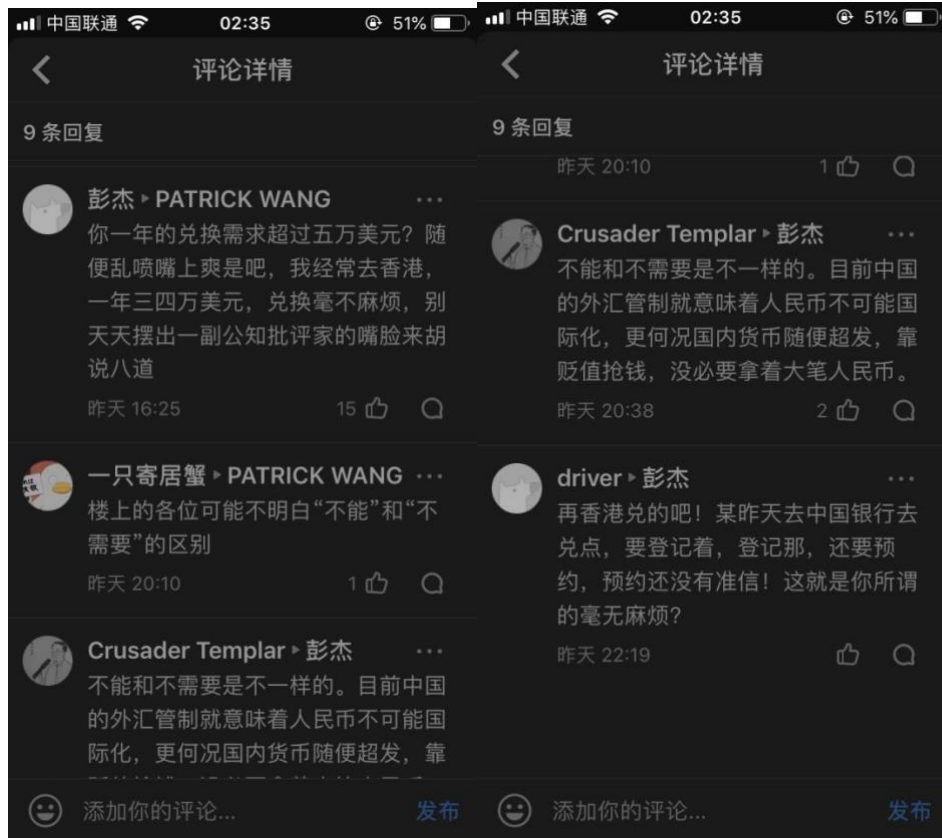 中国联通 02:35 51%
评论详情
9 条回复
彭杰 ▸ PATRICK WANG
你一年的兑换需求超过五万美元？随
便乱喷嘴上爽是吧，我经常去香港，
一年三四万美元，兑换毫不麻烦，别
天天摆出一副公知批评家的嘴脸来胡
说八道
昨天 16:25 15
一只寄居蟹 ▸ PATRICK WANG
楼上的各位可能不明白“不能”和“不
需要”的区别
昨天 20:10 1
Crusader Templar ▸ 彭杰
不能和不需要是不一样的。目前中国
的外汇管制就意味着人民币不可能国
际化，更何况国内货币随便超发，靠
添加你的评论... 发布
中国联通 02:35 51%
评论详情
9 条回复
昨天 20:10 1
Crusader Templar ▸ 彭杰
不能和不需要是不一样的。目前中国
的外汇管制就意味着人民币不可能国
际化，更何况国内货币随便超发，靠
贬值抢钱，没必要拿着大笔人民币。
昨天 20:38 2
driver ▸ 彭杰
再香港兑的吧！某昨天去中国银行去
兑点，要登记着，登记那，还要预
约，预约还没有准信！这就是你所谓
的毫无麻烦？
昨天 22:19
添加你的评论... 发布